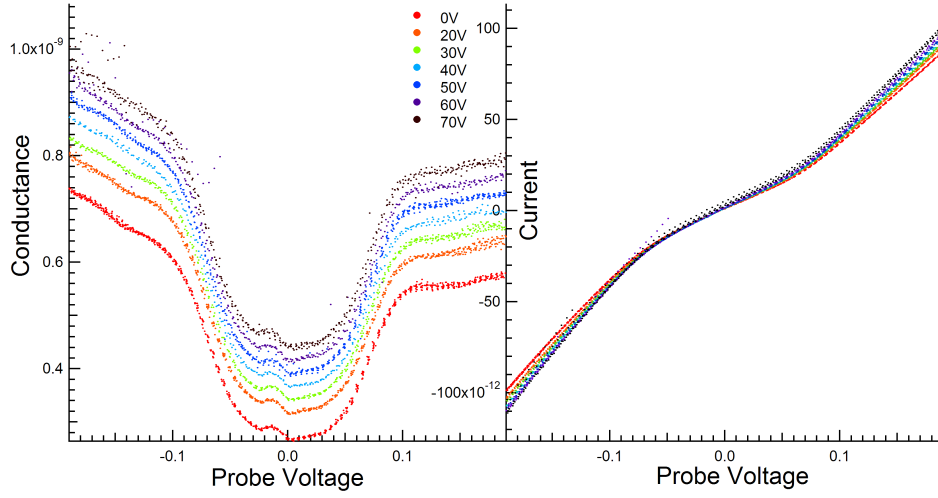 0V
20V
30V
40V
50V
60V
70V
1.0x10-9
0.8
0.6
0.4
Conductance
-0.1
0.0
0.1
Probe Voltage
100
50
0
-50
-100x10-12
Current
-0.1
0.0
0.1
Probe Voltage